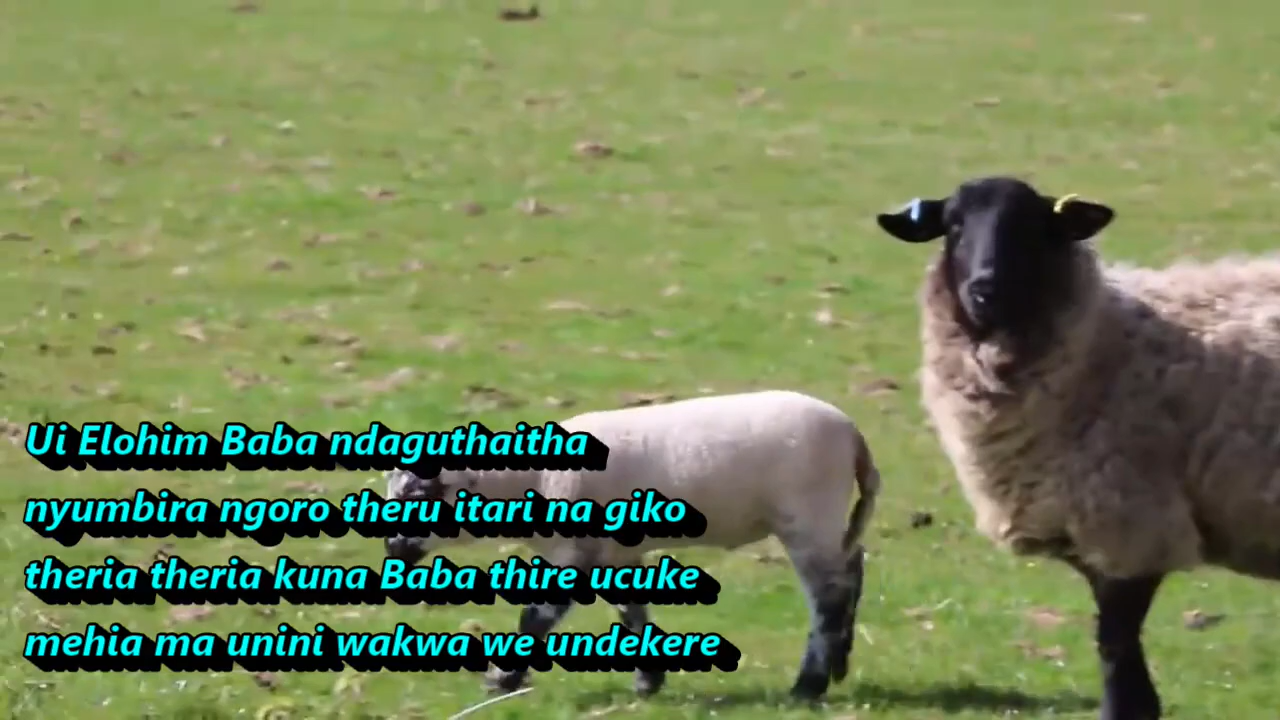 Ui Elohim Baba ndaguthaitha
nyumbira ngoro theru itari na giko
theria theria kuna Baba thire ucuke
mehia ma unini wakwa we undekere